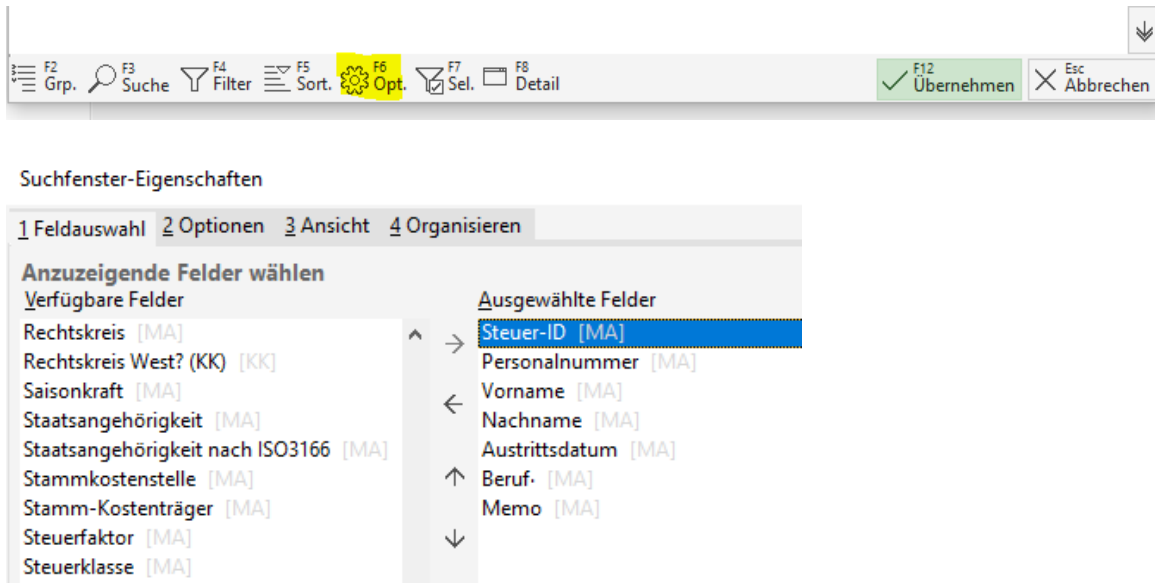 F2 Grp. F3 Suche F4 Filter F5 Sort. F6 Opt. F7 Sel. F8 Detail F12 Übernehmen Esc Abbrechen
Suchfenster-Eigenschaften
1 Feldauswahl 2 Optionen 3 Ansicht 4 Organisieren
Anzuzeigende Felder wählen
Verfügbare Felder Ausgewählte Felder
Rechtskreis [MA] Steuer-ID [MA]
Rechtskreis West? (KK) [KK] Personalnummer [MA]
Saisonkraft [MA] Vorname [MA]
Staatsangehörigkeit [MA] Nachname [MA]
Staatsangehörigkeit nach ISO3166 [MA] Austrittsdatum [MA]
Stammkostenstelle [MA] Beruf· [MA]
Stamm-Kostenträger [MA] Memo [MA]
Steuerfaktor [MA]
Steuerklasse [MA]